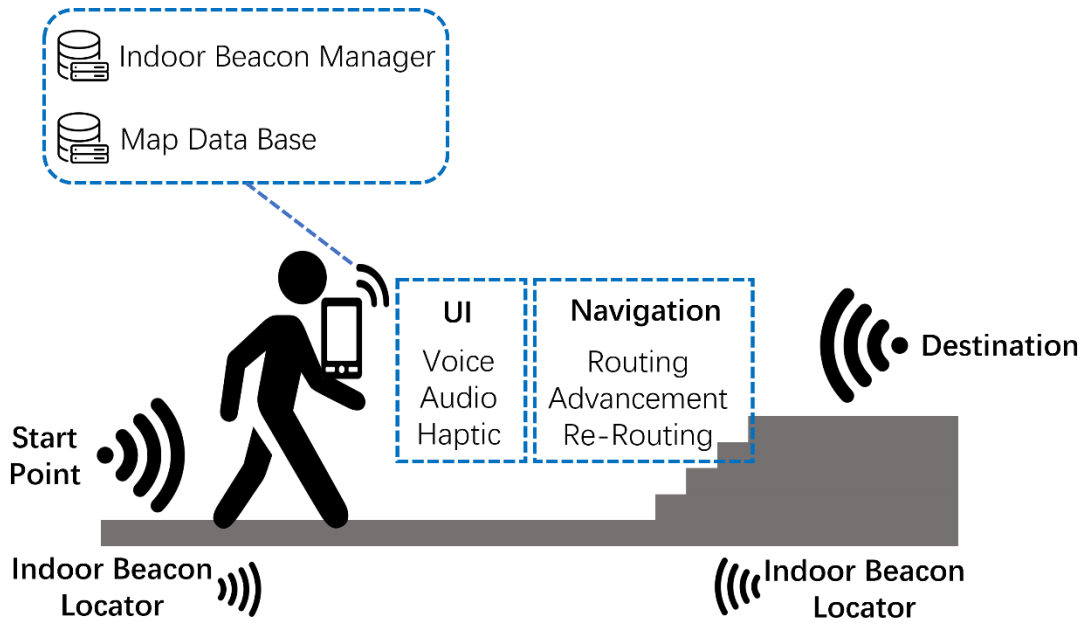 Indoor Beacon Manager
Map Data Base
UI
Voice
Audio
Haptic
Navigation
Routing
Advancement
Re-Routing
Destination
Start
Point
Indoor Beacon
Locator
Indoor Beacon
Locator